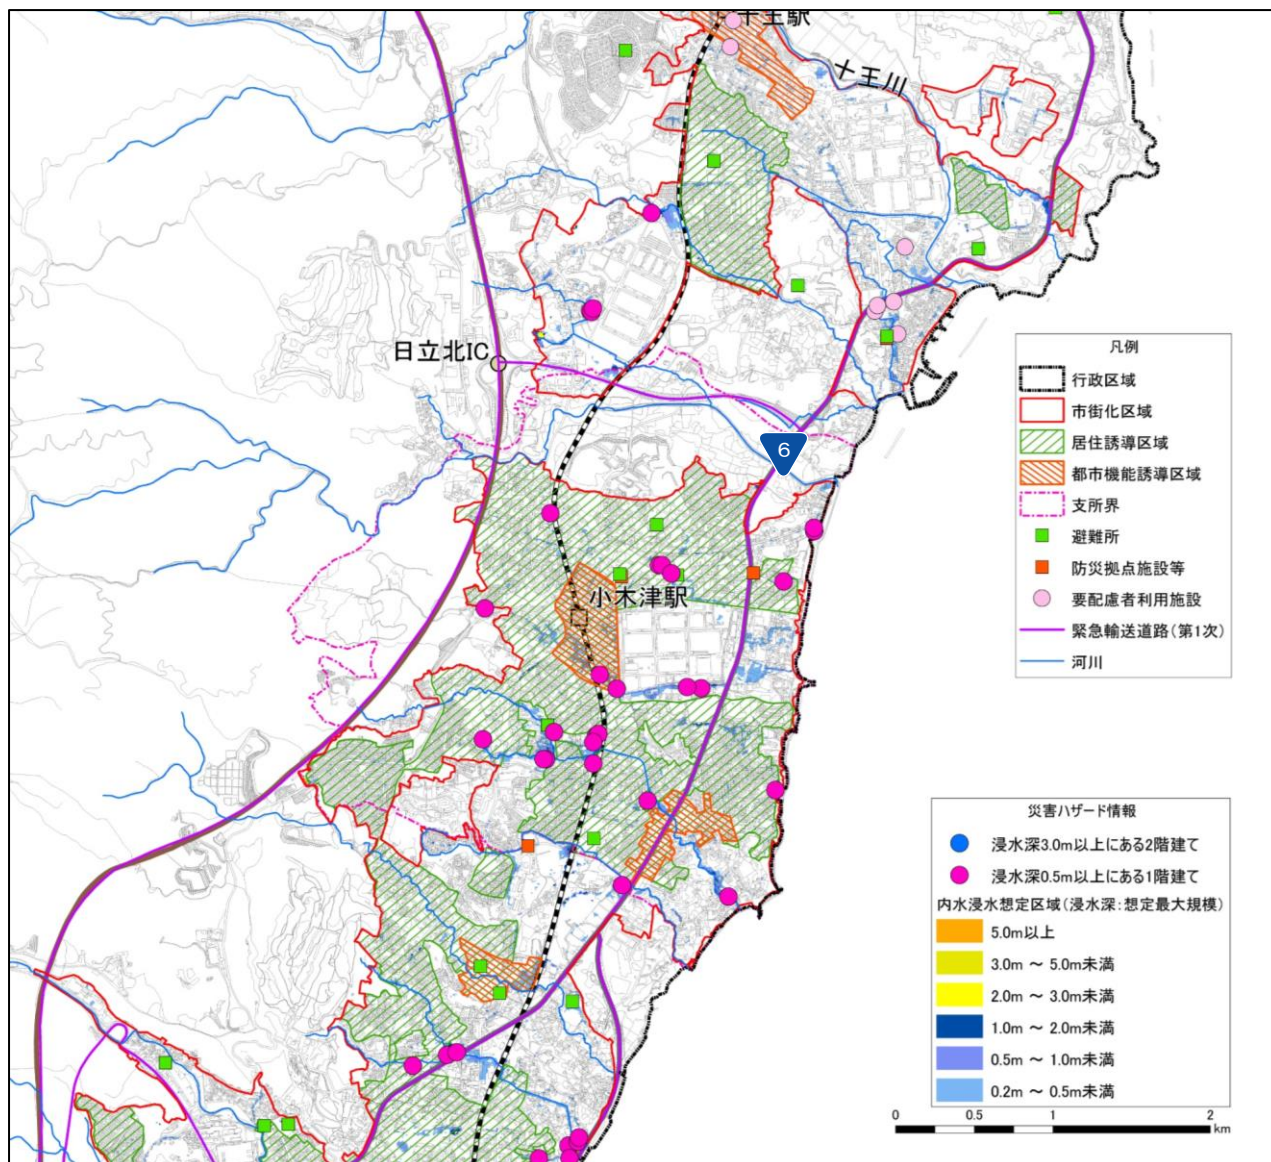 十王駅
十王川
日立北IC
6
小木津駅
凡例
行政区域
市街化区域
居住誘導区域
都市機能誘導区域
支所界
避難所
防災拠点施設等
要配慮者利用施設
緊急輸送道路(第1次)
河川
災害ハザード情報
浸水深3.0m以上にある2階建て
浸水深0.5m以上にある1階建て
内水浸水想定区域(浸水深:想定最大規模)
5.0m以上
3.0m ～ 5.0m未満
2.0m ～ 3.0m未満
1.0m ～ 2.0m未満
0.5m ～ 1.0m未満
0.2m ～ 0.5m未満
0 0.5 1 2
km